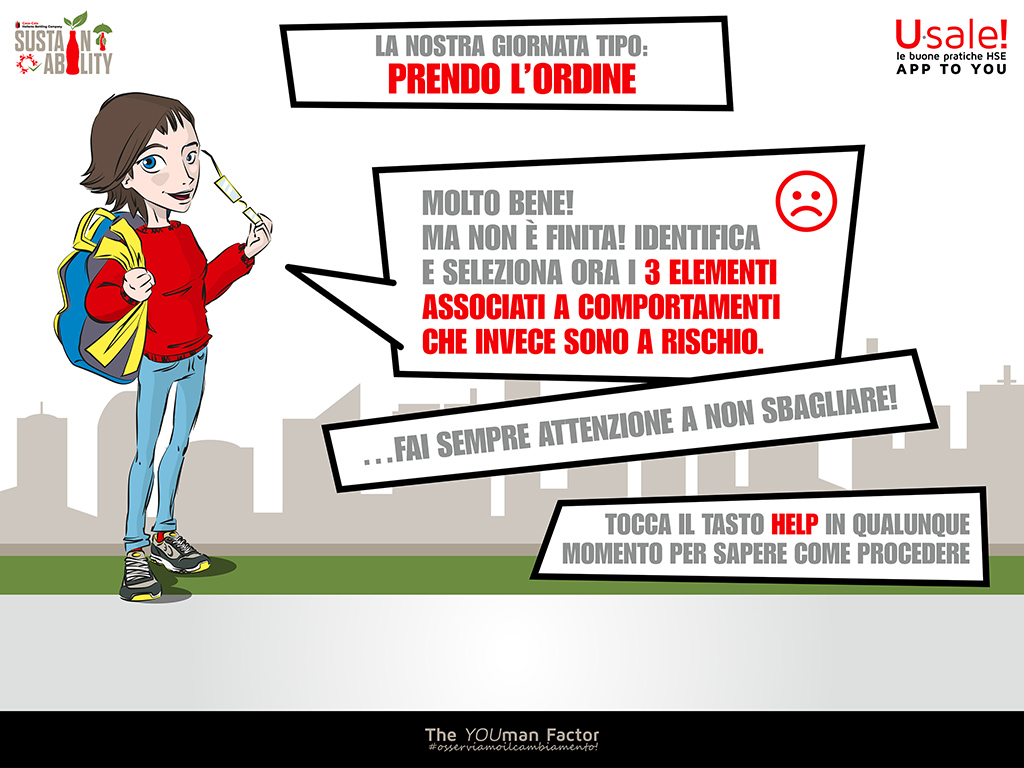 Coca-Cola
Hellenic Bottling Company
SUSTAIN
ABILITY
LA NOSTRA GIORNATA TIPO:
PRENDO L'ORDINE
U·sale!
le buone pratiche HSE
APP TO YOU
MOLTO BENE!
MA NON È FINITA! IDENTIFICA
E SELEZIONA ORA I 3 ELEMENTI
ASSOCIATI A COMPORTAMENTI
CHE INVECE SONO A RISCHIO.
...FAI SEMPRE ATTENZIONE A NON SBAGLIARE!
TOCCA IL TASTO HELP IN QUALUNQUE
MOMENTO PER SAPERE COME PROCEDERE
The YOUman Factor
#osserviamoilcambiamento!